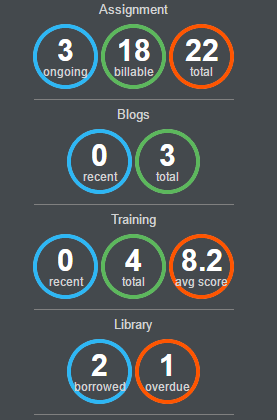 Assignment
3 18 22
ongoing billable total
Blogs
0 3
recent total
Training
0 4 8.2
recent total avg score
Library
2 1
borrowed overdue